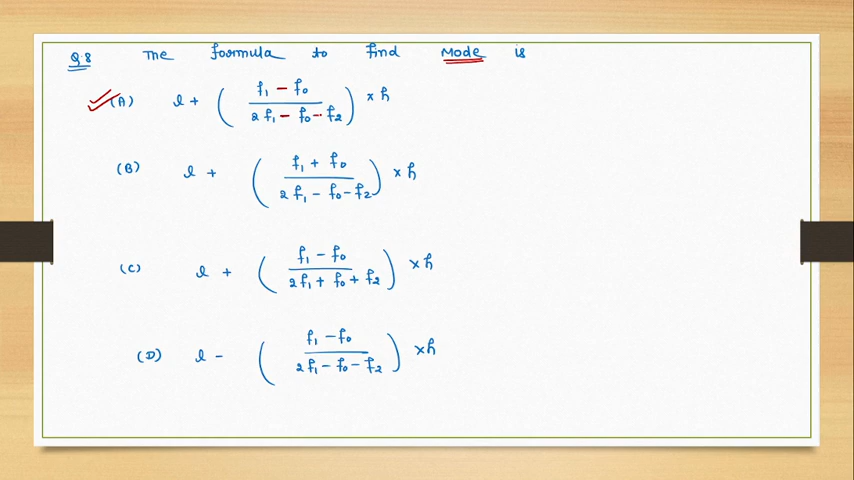 Q.8 The formula to find Mode is
(A) l + ( f₁ - f₀ / 2f₁ - f₀ - f₂ ) × h
(B) l + ( f₁ + f₀ / 2f₁ - f₀ - f₂ ) × h
(C) l + ( f₁ - f₀ / 2f₁ + f₀ + f₂ ) × h
(D) l - ( f₁ - f₀ / 2f₁ - f₀ - f₂ ) × h